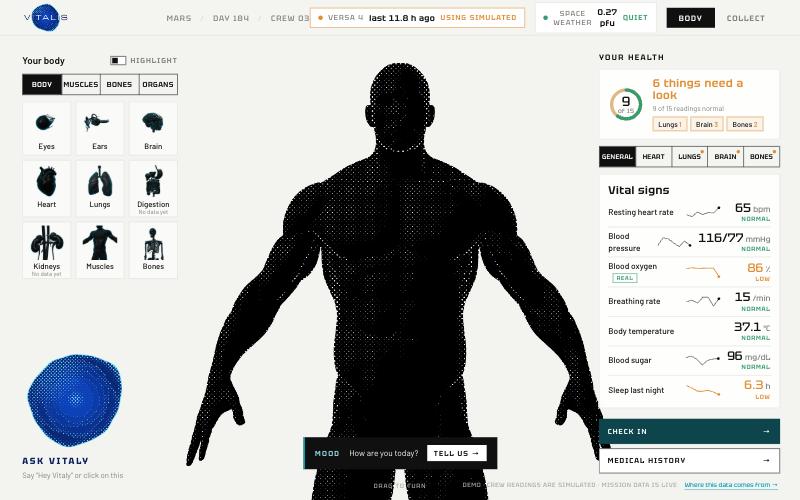 VITALIS
MARS / DAY 184 / CREW 03
VERSA 4 last 11.8 h ago USING SIMULATED
SPACE WEATHER 0.27 pfu QUIET
BODY
COLLECT
Your body
HIGHLIGHT
BODY MUSCLES BONES ORGANS
Eyes Ears Brain
Heart Lungs Digestion
No data yet
Kidneys Muscles Bones
No data yet
ASK VITALY
Say "Hey Vitaly" or click on this
MOOD How are you today? TELL US →
DRAG TO TURN
YOUR HEALTH
9
OF 15
6 things need a
look
9 of 15 readings normal
Lungs 1 Brain 3 Bones 2
GENERAL HEART LUNGS BRAIN BONES
Vital signs
Resting heart rate 65 bpm
NORMAL
Blood pressure 116/77 mmHg
NORMAL
Blood oxygen 86 %
REAL LOW
Breathing rate 15 /min
NORMAL
Body temperature 37.1 °C
NORMAL
Blood sugar 96 mg/dL
NORMAL
Sleep last night 6.3 h
LOW
CHECK IN →
MEDICAL HISTORY →
DEMO CREW READINGS ARE SIMULATED · MISSION DATA IS LIVE Where this data comes from →